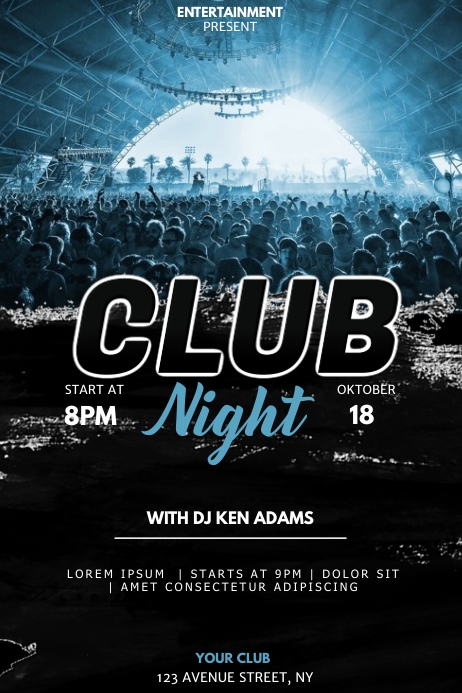 ENTERTAINMENT
PRESENT
CLUB
START AT
8PM
Night
OKTOBER
18
WITH DJ KEN ADAMS
LOREM IPSUM | STARTS AT 9PM | DOLOR SIT
| AMET CONSECTETUR ADIPISCING
YOUR CLUB
123 AVENUE STREET, NY